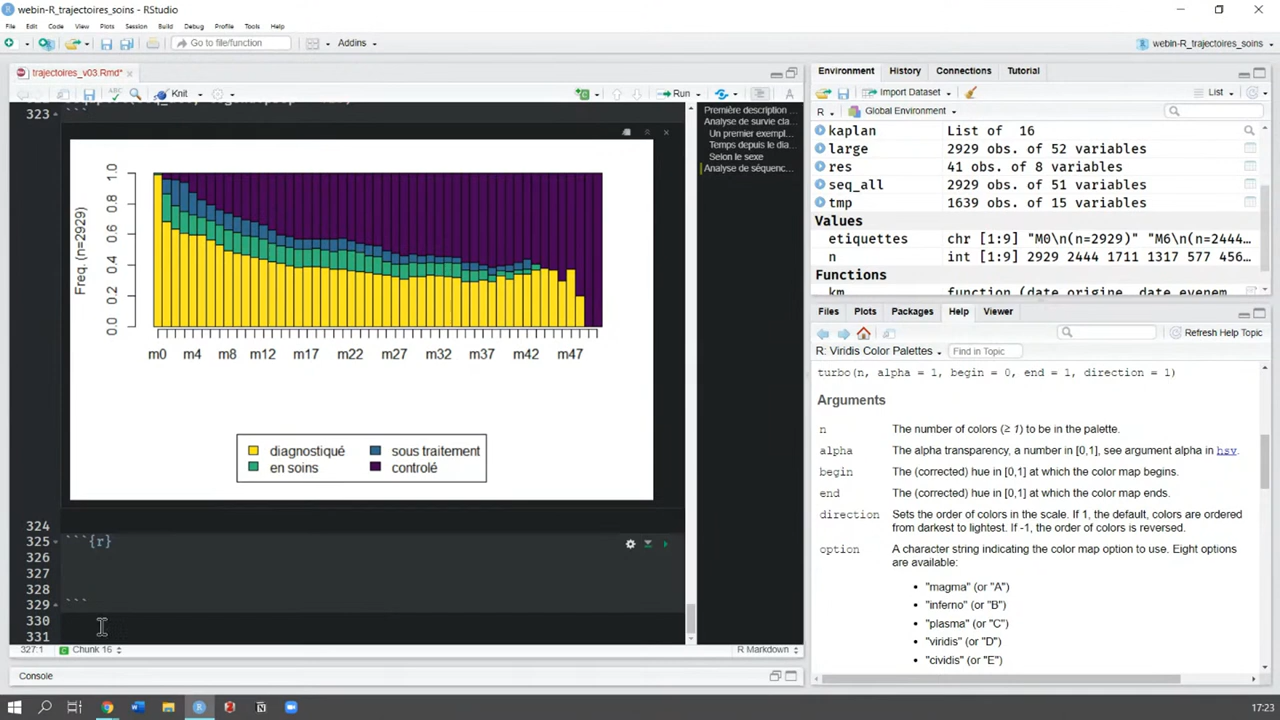 webin-R_trajectoires_soins - RStudio
File Edit Code View Plots Session Build Debug Profile Tools Help
Go to file/function Addins
webin-R_trajectoires_soins
trajectoires_v03.Rmd*
Knit Run
323 ```
Première description ...
Analyse de survie cla...
Un premier exempl...
Temps depuis le dia...
Selon le sexe
Analyse de séquenc...
Freq. (n=2929)
0.0 0.2 0.4 0.6 0.8 1.0
m0 m4 m8 m12 m17 m22 m27 m32 m37 m42 m47
diagnostiqué sous traitement
en soins controlé
324
325 ```{r}
326
327
328
329 ```
330
331
327:1 Chunk 16 R Markdown
Console
Environment History Connections Tutorial
Import Dataset List
R Global Environment
kaplan List of 16
large 2929 obs. of 52 variables
res 41 obs. of 8 variables
seq_all 2929 obs. of 51 variables
tmp 1639 obs. of 15 variables
Values
etiquettes chr [1:9] "M0\n(n=2929)" "M6\n(n=2444...
n int [1:9] 2929 2444 1711 1317 577 456...
Functions
km function (date_origine, date_evenem
Files Plots Packages Help Viewer
Refresh Help Topic
R: Viridis Color Palettes Find in Topic
turbo(n, alpha = 1, begin = 0, end = 1, direction = 1)
Arguments
n The number of colors (≥ 1) to be in the palette.
alpha The alpha transparency, a number in [0,1], see argument alpha in hsv.
begin The (corrected) hue in [0,1] at which the color map begins.
end The (corrected) hue in [0,1] at which the color map ends.
direction Sets the order of colors in the scale. If 1, the default, colors are ordered
from darkest to lightest. If -1, the order of colors is reversed.
option A character string indicating the color map option to use. Eight options
are available:
• "magma" (or "A")
• "inferno" (or "B")
• "plasma" (or "C")
• "viridis" (or "D")
• "cividis" (or "E")
17:23